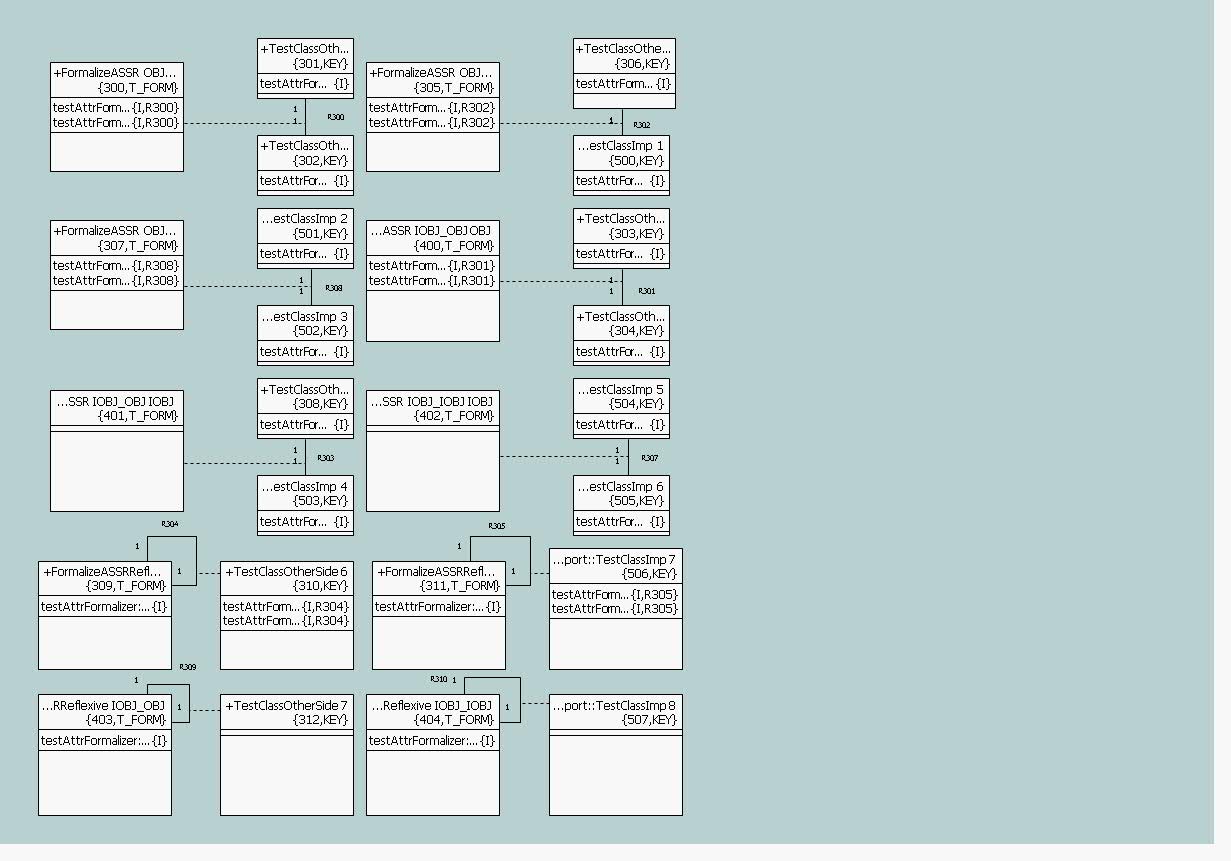 +FormalizeASSR OBJ...
{300,T_FORM}
testAttrForm...{I,R300}
testAttrForm...{I,R300}
+TestClassOth...
{301,KEY}
testAttrFor... {I}
1
1
R300
+TestClassOth...
{302,KEY}
testAttrFor... {I}
+FormalizeASSR OBJ...
{305,T_FORM}
testAttrForm...{I,R302}
testAttrForm...{I,R302}
+TestClassOthe...
{306,KEY}
testAttrForm... {I}
1
R302
...estClassImp 1
{500,KEY}
testAttrFor... {I}
+FormalizeASSR OBJ...
{307,T_FORM}
testAttrForm...{I,R308}
testAttrForm...{I,R308}
...estClassImp 2
{501,KEY}
testAttrFor... {I}
1
1
R308
...estClassImp 3
{502,KEY}
testAttrFor... {I}
...ASSR IOBJ_OBJ OBJ
{400,T_FORM}
testAttrForm...{I,R301}
testAttrForm...{I,R301}
+TestClassOth...
{303,KEY}
testAttrFor... {I}
1
1
R301
+TestClassOth...
{304,KEY}
testAttrFor... {I}
...SSR IOBJ_OBJ IOBJ
{401,T_FORM}
+TestClassOth...
{308,KEY}
testAttrFor... {I}
1
1
R303
...estClassImp 4
{503,KEY}
testAttrFor... {I}
...SSR IOBJ_IOBJ IOBJ
{402,T_FORM}
...estClassImp 5
{504,KEY}
testAttrFor... {I}
1
1
R307
...estClassImp 6
{505,KEY}
testAttrFor... {I}
R304
1
1
+FormalizeASSRRefl...
{309,T_FORM}
testAttrFormalizer:...{I}
+TestClassOtherSide 6
{310,KEY}
testAttrForm...{I,R304}
testAttrForm...{I,R304}
R305
1
1
+FormalizeASSRRefl...
{311,T_FORM}
testAttrFormalizer:...{I}
...port::TestClassImp 7
{506,KEY}
testAttrForm...{I,R305}
testAttrForm...{I,R305}
R309
1
1
...RReflexive IOBJ_OBJ
{403,T_FORM}
testAttrFormalizer:...{I}
+TestClassOtherSide 7
{312,KEY}
R310 1
1
...Reflexive IOBJ_IOBJ
{404,T_FORM}
testAttrFormalizer:...{I}
...port::TestClassImp 8
{507,KEY}